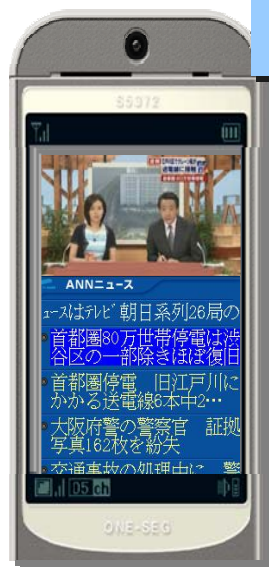 S5372
ANNニュース
ュースはテレビ朝日系列26局の
首都圏80万世帯停電は渋
谷区の一部除きほぼ復旧
首都圏停電 旧江戸川に
かかる送電線6本中2…
大阪府警の警察官 証拠
写真162枚を紛失
交通事故の処理中に 警
05.ch
ONE-SEG